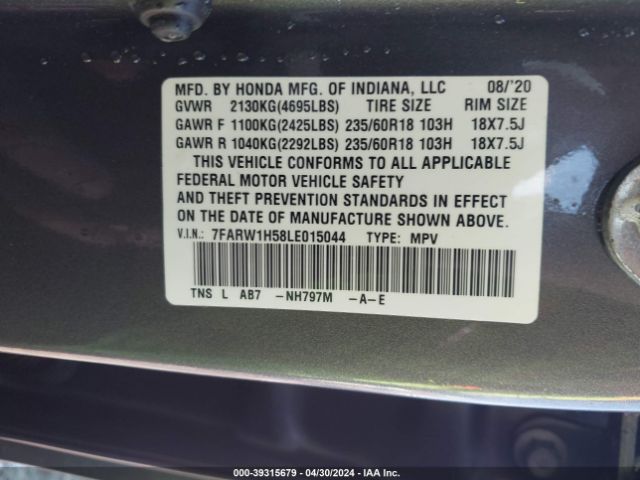 MFD. BY HONDA MFG. OF INDIANA, LLC 08/'20
GVWR 2130KG(4695LBS) TIRE SIZE RIM SIZE
GAWR F 1100KG(2425LBS) 235/60R18 103H 18X7.5J
GAWR R 1040KG(2292LBS) 235/60R18 103H 18X7.5J
THIS VEHICLE CONFORMS TO ALL APPLICABLE
FEDERAL MOTOR VEHICLE SAFETY
AND THEFT PREVENTION STANDARDS IN EFFECT
ON THE DATE OF MANUFACTURE SHOWN ABOVE.
V.I.N.: 7FARW1H58LE015044 TYPE: MPV
TNS L AB7 -NH797M -A-E
000-39315679 - 04/30/2024 - IAA Inc.